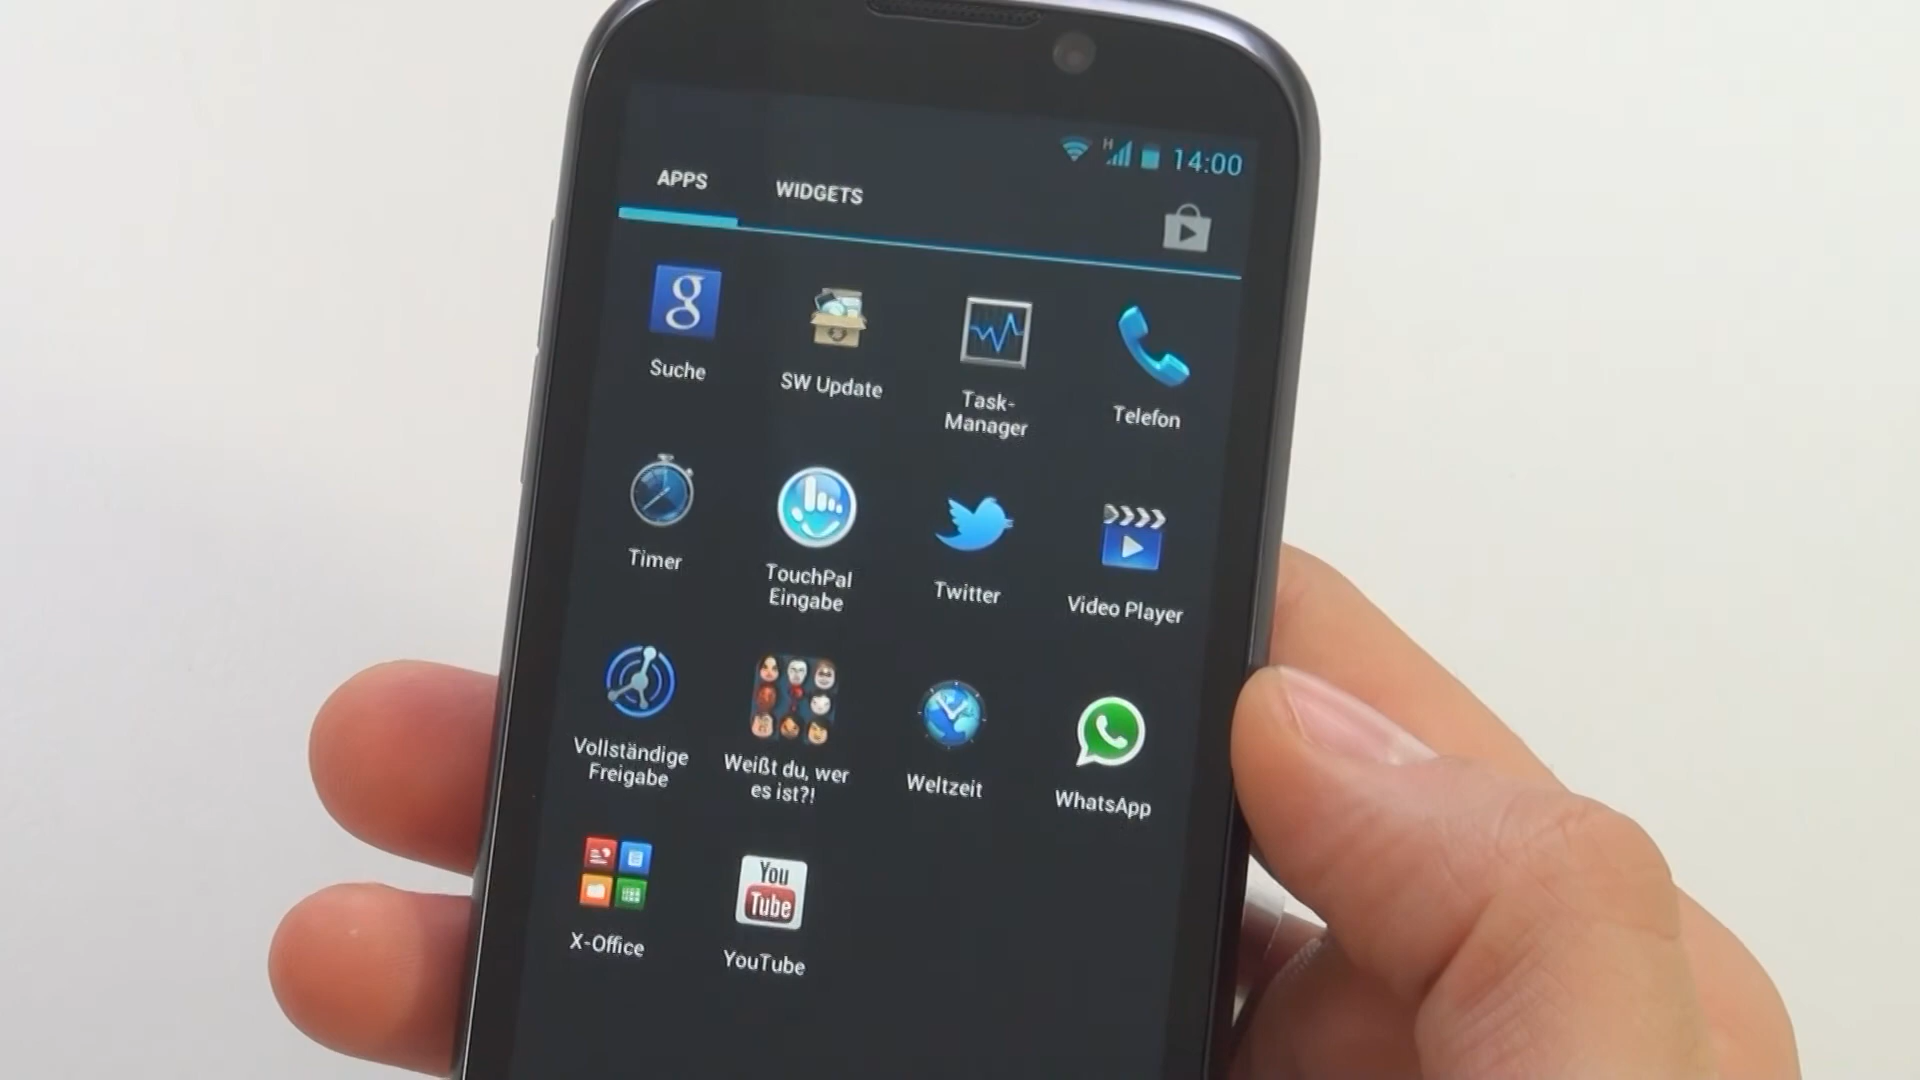 H 14:00
APPS WIDGETS
g
Suche SW Update Task-
Manager Telefon
Timer TouchPal
Eingabe Twitter Video Player
Vollständige
Freigabe Weißt du, wer
es ist?! Weltzeit WhatsApp
You
Tube
X-Office YouTube